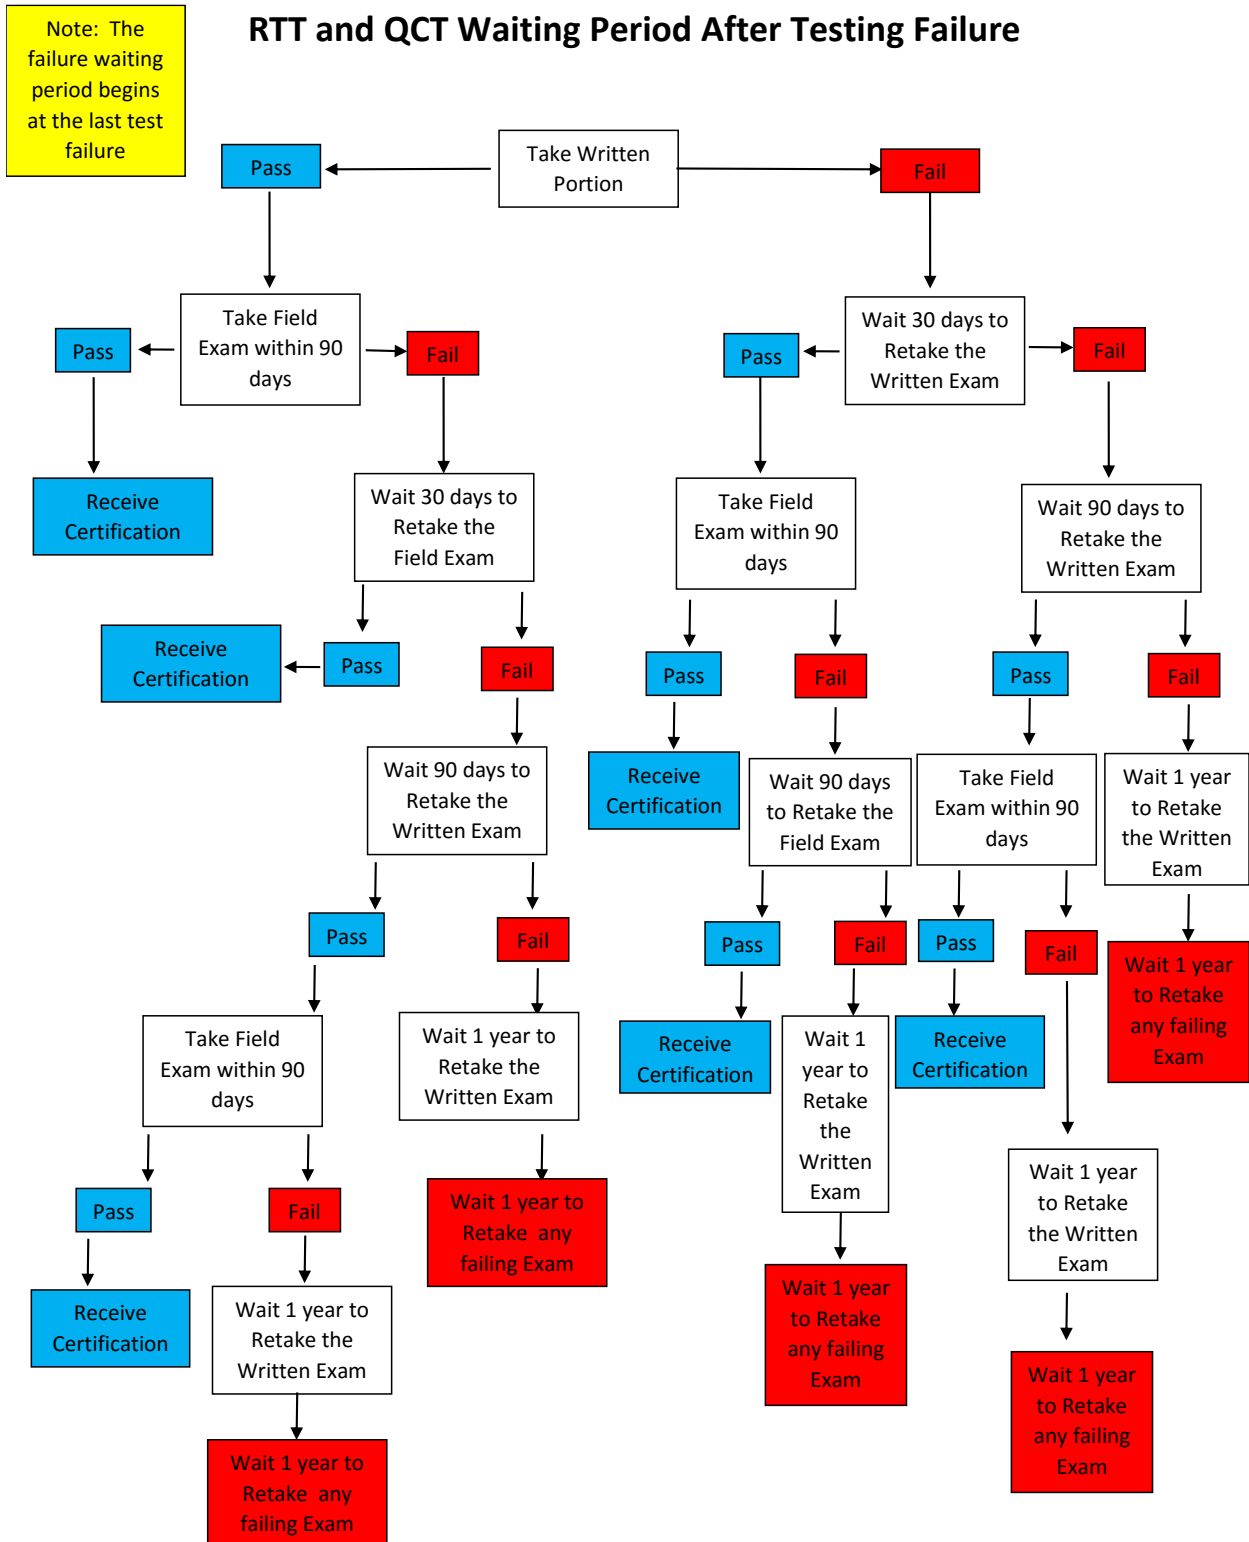 Note: The
failure waiting
period begins
at the last test
failure
RTT and QCT Waiting Period After Testing Failure
Take Written
Portion
Pass
Fail
Take Field
Exam within 90
days
Pass
Fail
Wait 30 days to
Retake the
Written Exam
Pass
Fail
Receive
Certification
Wait 30 days to
Retake the
Field Exam
Take Field
Exam within 90
days
Wait 90 days to
Retake the
Written Exam
Receive
Certification
Pass
Fail
Pass
Fail
Pass
Fail
Wait 90 days to
Retake the
Written Exam
Receive
Certification
Wait 90 days
to Retake the
Field Exam
Take Field
Exam within 90
days
Wait 1 year
to Retake
the Written
Exam
Pass
Fail
Pass
Fail
Pass
Fail
Wait 1 year
to Retake
any failing
Exam
Take Field
Exam within 90
days
Wait 1 year to
Retake the
Written Exam
Receive
Certification
Wait 1
year to
Retake
the
Written
Exam
Receive
Certification
Pass
Fail
Wait 1 year to
Retake any
failing Exam
Wait 1 year
to Retake
the Written
Exam
Receive
Certification
Wait 1 year to
Retake the
Written Exam
Wait 1 year
to Retake
any failing
Exam
Wait 1 year
to Retake
any failing
Exam
Wait 1 year to
Retake any
failing Exam